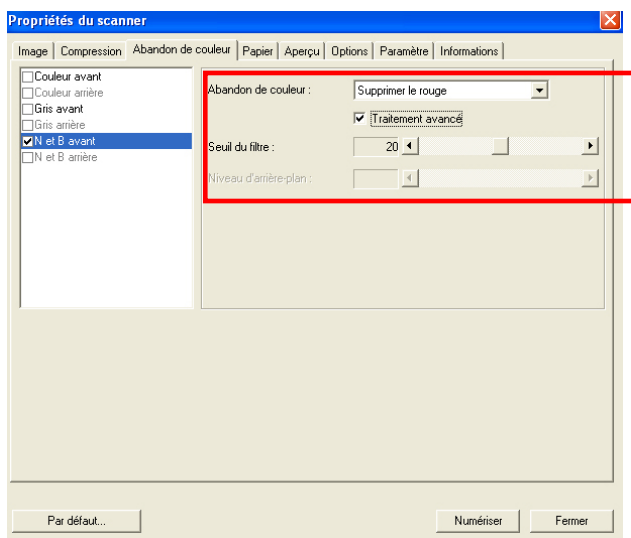 Propriétés du scanner
Image Compression Abandon de couleur Papier Aperçu Options Paramètre Informations
Couleur avant
Couleur arrière
Gris avant
Gris arrière
N et B avant
N et B arrière
Abandon de couleur :
Supprimer le rouge
Traitement avancé
Seuil du filtre :
20
Niveau d'arrière-plan :
Par défaut...
Numériser
Fermer